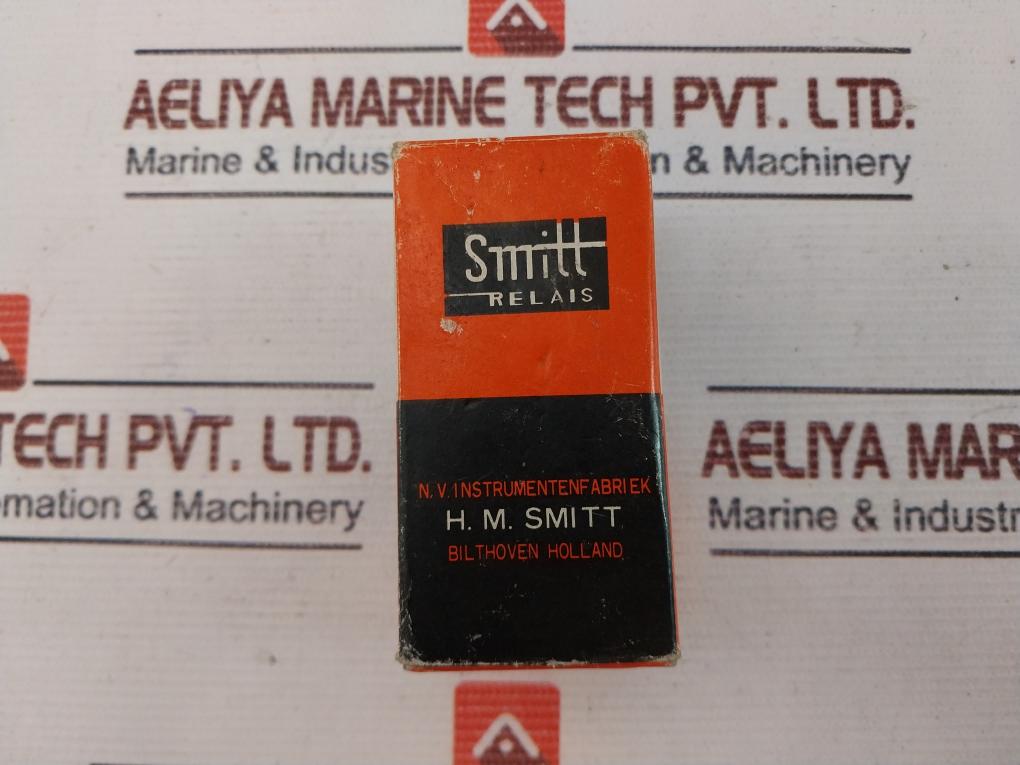 AELIYA MARINE TECH PVT. LTD.
Marine & Indus n & Machinery
Smitt
RELAIS
TECH PVT. LTD.
mation & Machinery
AELIYA MAR
Marine & Industr
N.V. INSTRUMENTENFABRIEK
H. M. SMITT
BILTHOVEN HOLLAND